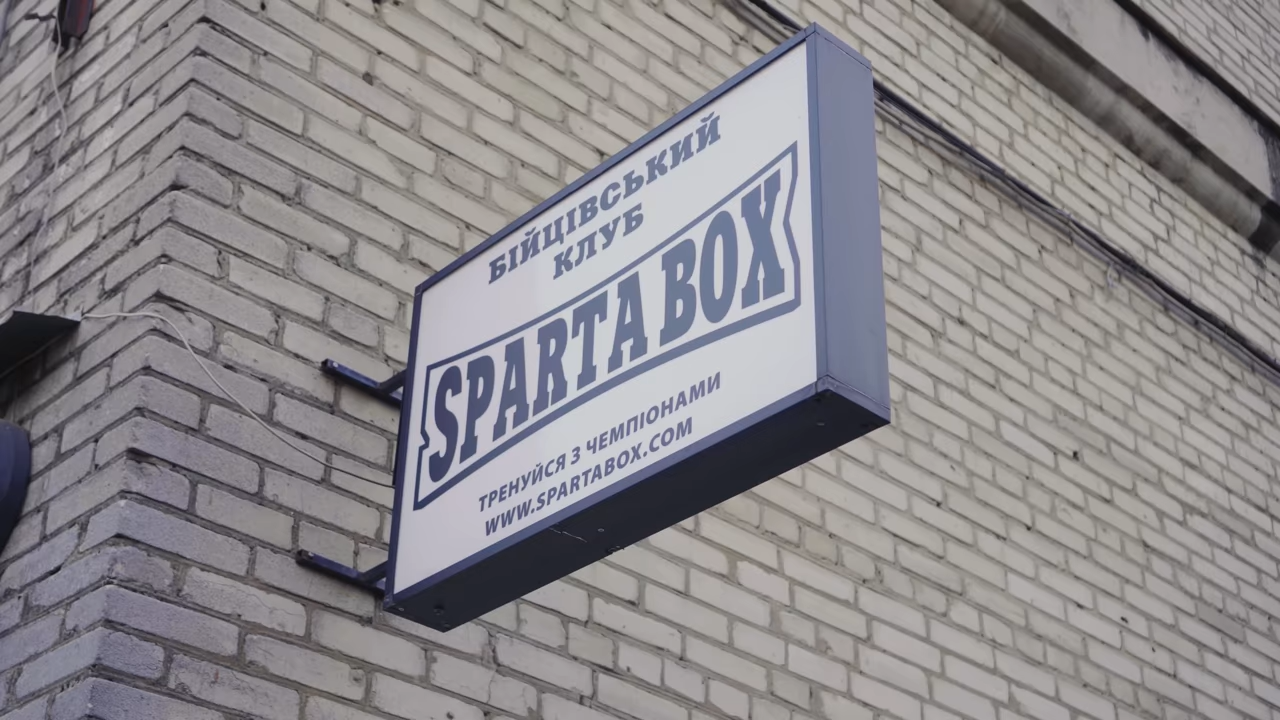 БІЙЦІВСЬКИЙ
КЛУБ
SPARTA BOX
ТРЕНУЙСЯ З ЧЕМПІОНАМИ
WWW.SPARTABOX.COM